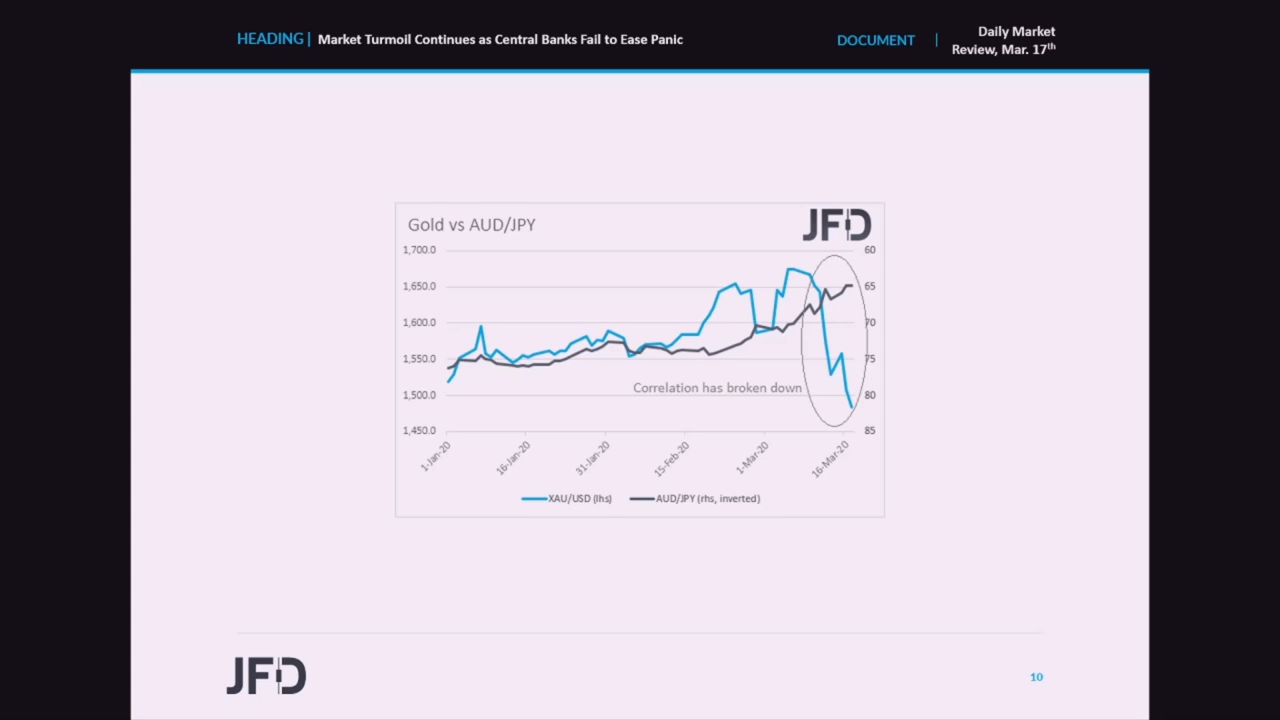 HEADING | Market Turmoil Continues as Central Banks Fail to Ease Panic
DOCUMENT | Daily Market
Review, Mar. 17th
Gold vs AUD/JPY
JFD
1,700.0
1,650.0
1,600.0
1,550.0
1,500.0
1,450.0
60
65
70
75
80
85
Correlation has broken down
1-Jan-20
16-Jan-20
31-Jan-20
15-Feb-20
1-Mar-20
16-Mar-20
XAU/USD (lhs)
AUD/JPY (rhs, inverted)
JFD
10